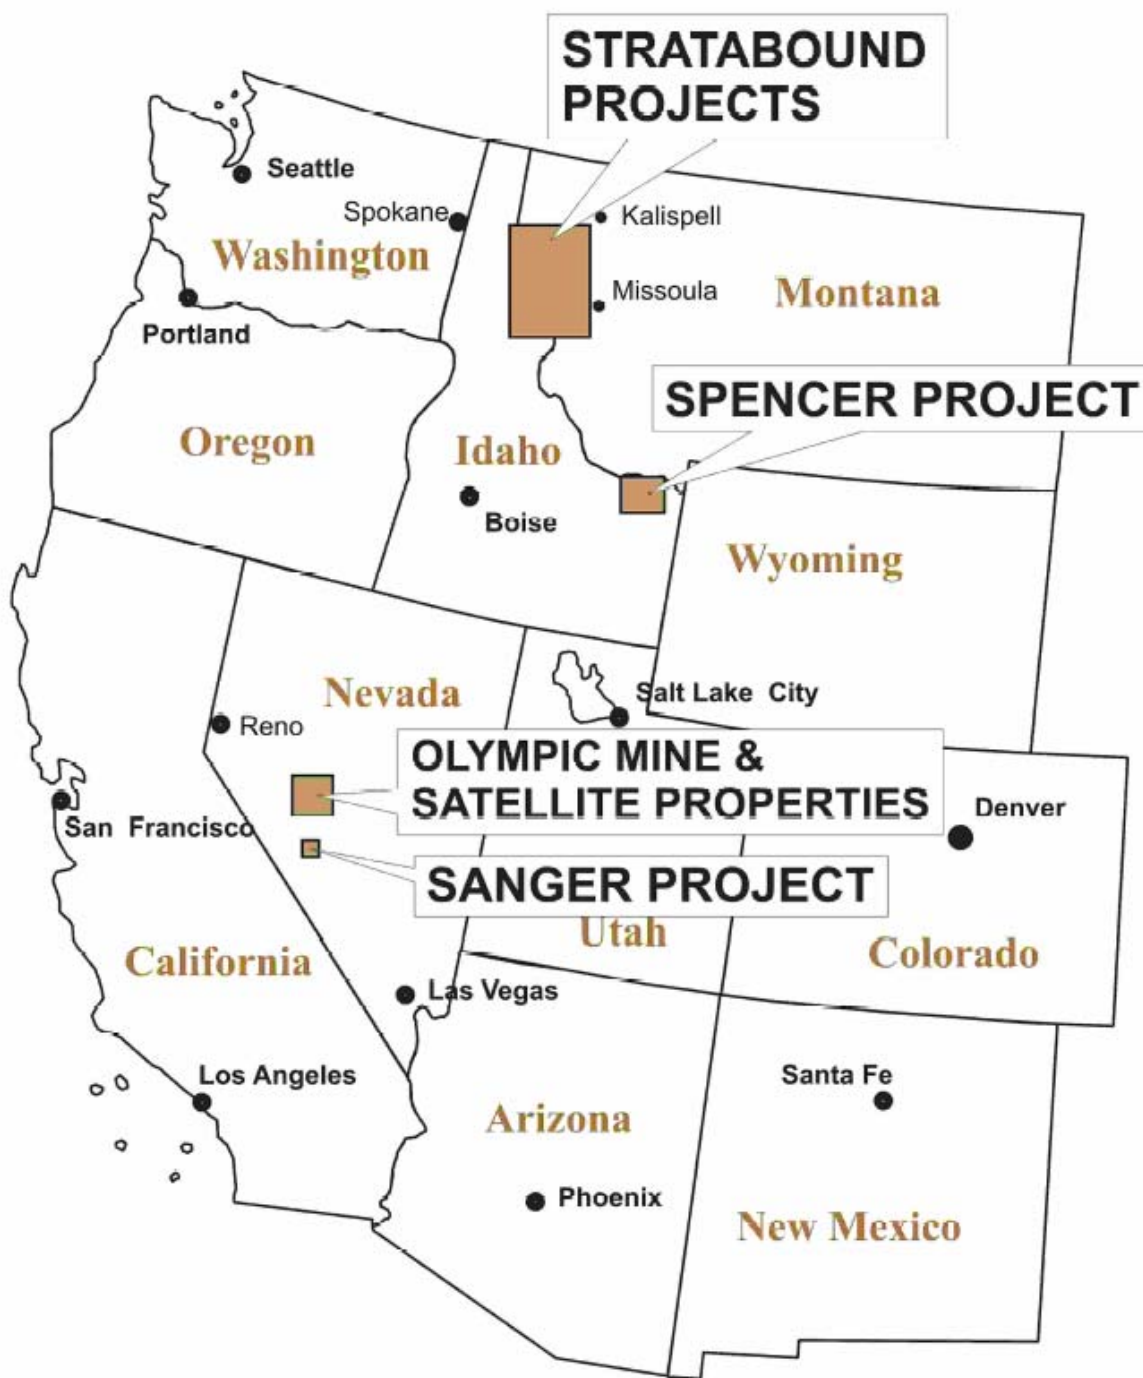 STRATABOUND
PROJECTS
Seattle
Spokane
Kalispell
Washington
Missoula
Montana
Portland
SPENCER PROJECT
Oregon
Idaho
Boise
Wyoming
Nevada
Salt Lake City
Reno
OLYMPIC MINE &
SATELLITE PROPERTIES
Denver
San Francisco
SANGER PROJECT
Utah
Colorado
California
Las Vegas
Los Angeles
Santa Fe
Arizona
Phoenix
New Mexico